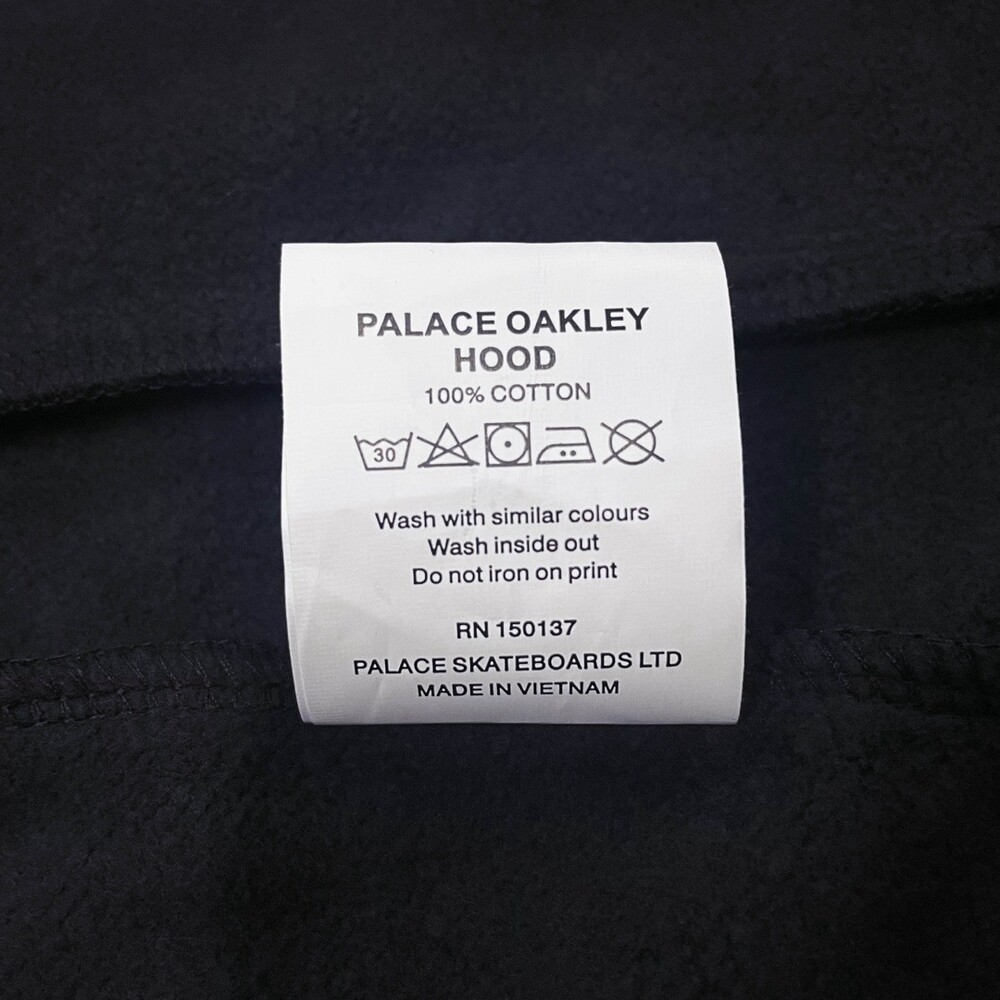 PALACE OAKLEY
HOOD
100% COTTON
30
Wash with similar colours
Wash inside out
Do not iron on print
RN 150137
PALACE SKATEBOARDS LTD
MADE IN VIETNAM